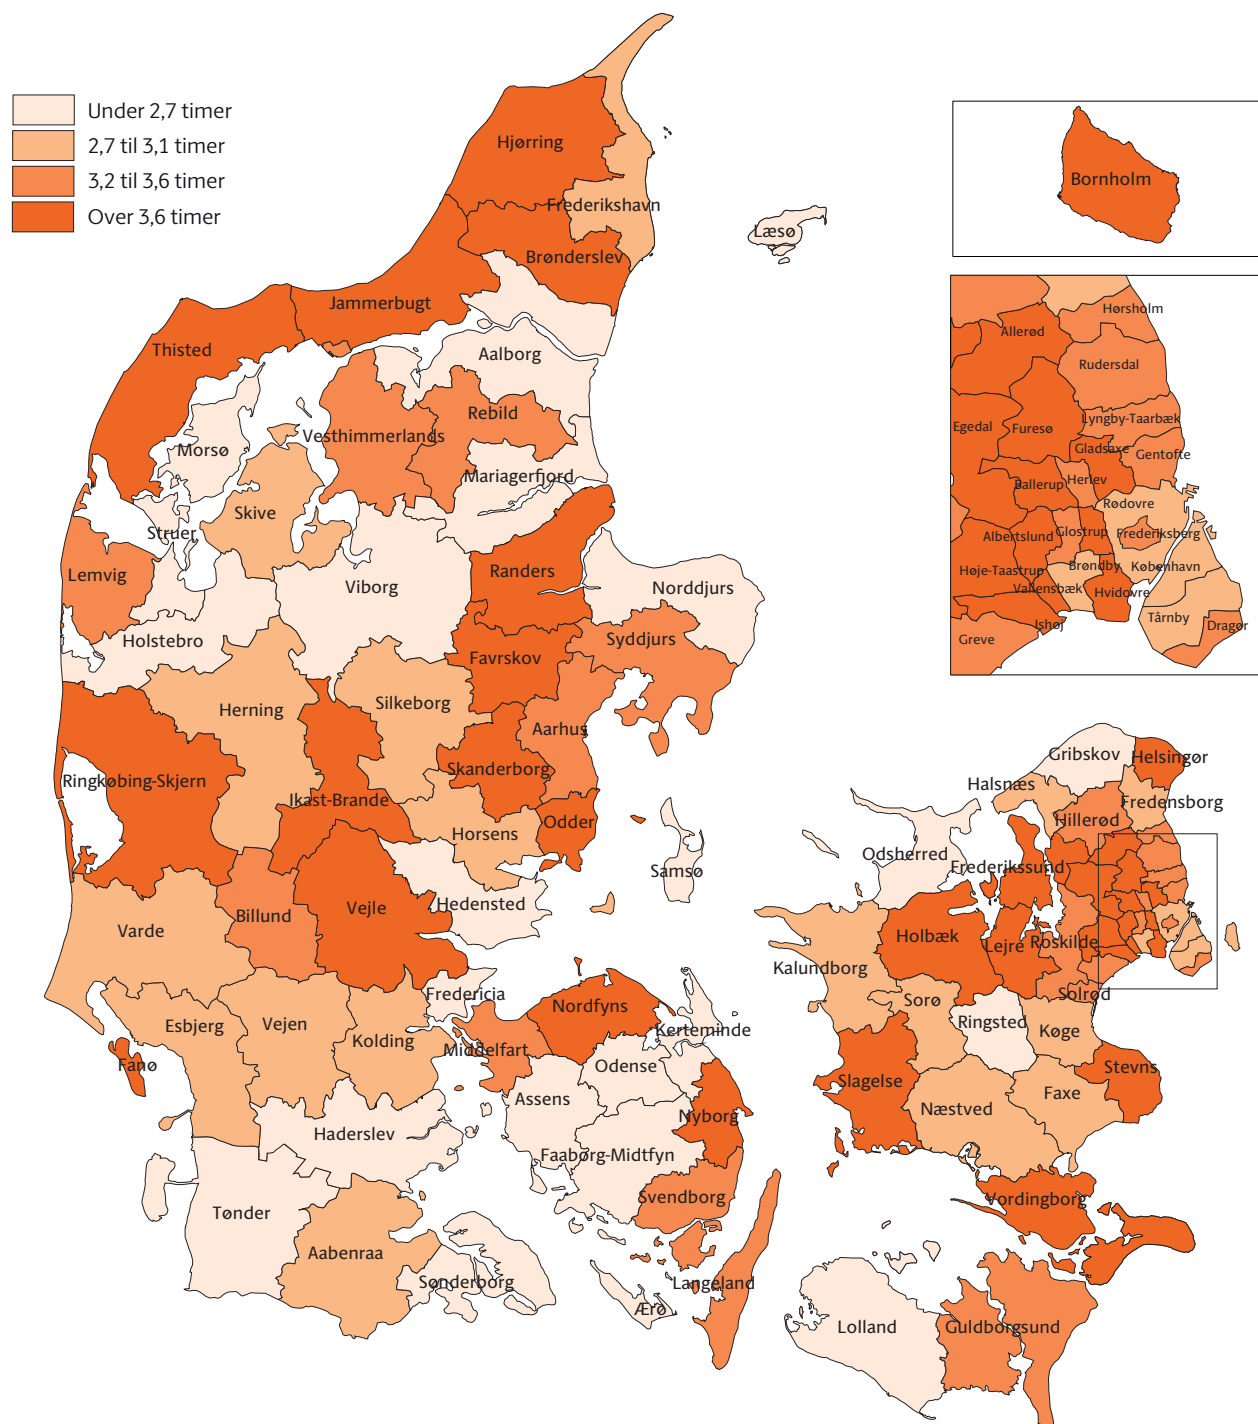 Under 2,7 timer
2,7 til 3,1 timer
3,2 til 3,6 timer
Over 3,6 timer
Hjørring
Frederikshavn
Læsø
Brønderslev
Jammerbugt
Thisted
Aalborg
Rebild
Vesthimmerlands
Morsø
Mariagerfjord
Skive
Struer
Lemvig
Randers
Viborg
Norddjurs
Holstebro
Syddjurs
Favrskov
Silkeborg
Herning
Aarhus
Skanderborg
Ringkøbing-Skjern
Ikast-Brande
Odder
Horsens
Samsø
Hedensted
Vejle
Billund
Varde
Fredericia
Nordfyns
Kerteminde
Esbjerg
Vejen
Kolding
Middelfart
Fanø
Odense
Assens
Nyborg
Haderslev
Faaborg-Midtfyn
Svendborg
Tønder
Aabenraa
Sønderborg
Langeland
Ærø
Bornholm
Hørsholm
Allerød
Rudersdal
Lyngby-Taarbæk
Egedal
Furesø
Gladsaxe
Gentofte
Herlev
Ballerup
Rødovre
Albertslund
Glostrup
Frederiksberg
Høje-Taastrup
Brøndby
København
Vallensbæk
Hvidovre
Tårnby
Ishøj
Dragør
Greve
Gribskov
Helsingør
Halsnæs
Fredensborg
Hillerød
Odsherred
Frederikssund
Holbæk
Lejre
Roskilde
Kalundborg
Solrød
Sorø
Ringsted
Køge
Stevns
Slagelse
Næstved
Faxe
Vordingborg
Lolland
Guldborgsund